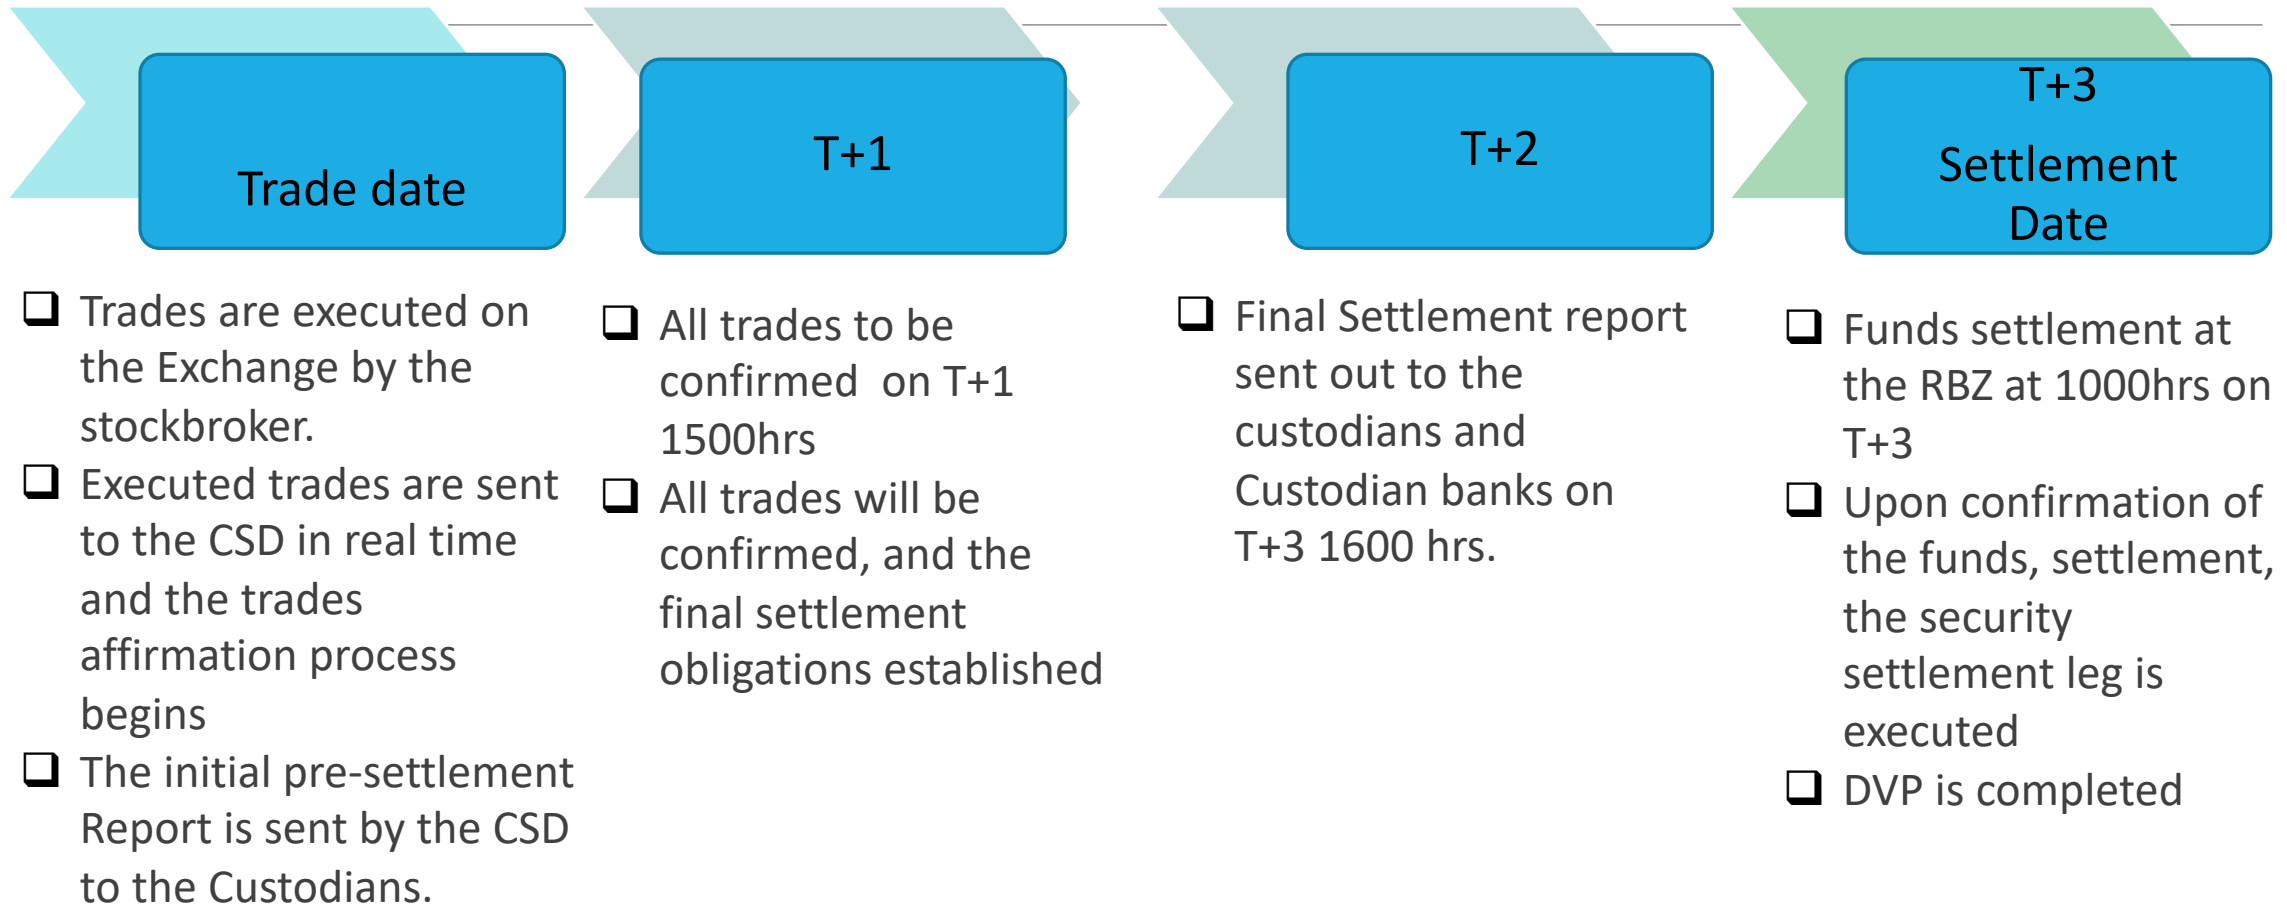 Trade date
❑ Trades are executed on
the Exchange by the
stockbroker.
❑ Executed trades are sent
to the CSD in real time
and the trades
affirmation process
begins
❑ The initial pre-settlement
Report is sent by the CSD
to the Custodians.
T+1
❑ All trades to be
confirmed  on T+1
1500hrs
❑ All trades will be
confirmed, and the
final settlement
obligations established
T+2
❑ Final Settlement report
sent out to the
custodians and
Custodian banks on
T+3 1600 hrs.
T+3
Settlement
Date
❑ Funds settlement at
the RBZ at 1000hrs on
T+3
❑ Upon confirmation of
the funds, settlement,
the security
settlement leg is
executed
❑ DVP is completed